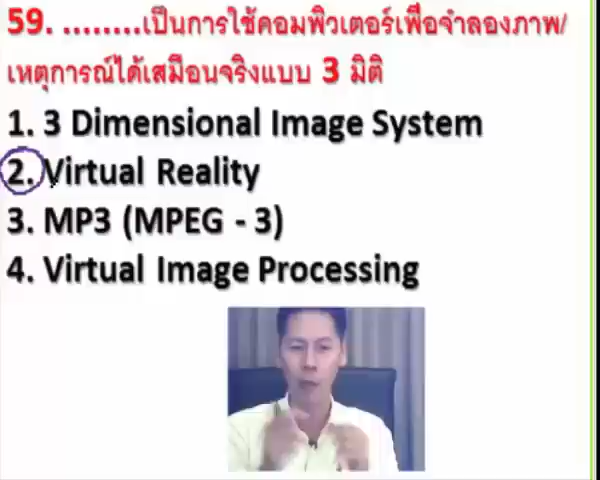 59. ........เป็นการใช้คอมพิวเตอร์เพื่อจำลองภาพ/
เหตุการณ์ได้เสมือนจริงแบบ 3 มิติ
1. 3 Dimensional Image System
2. Virtual Reality
3. MP3 (MPEG - 3)
4. Virtual Image Processing